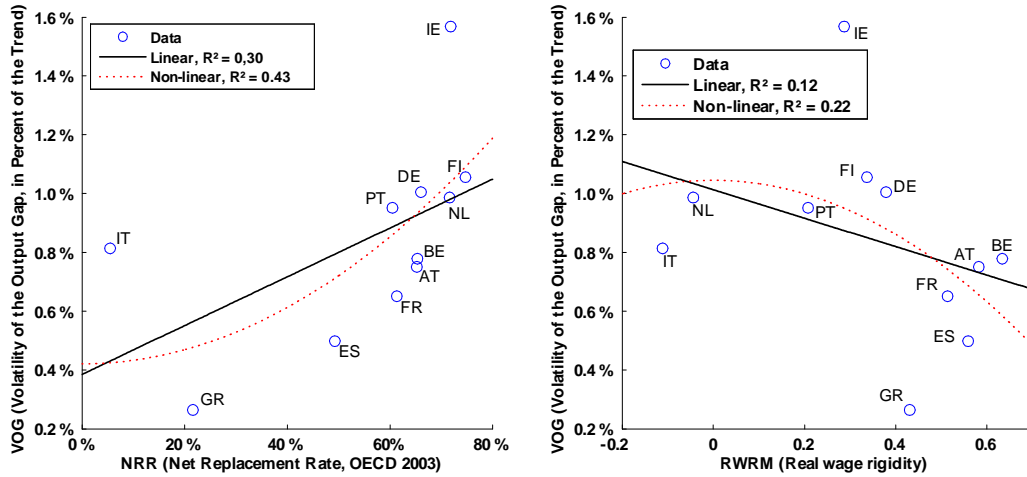 VOG (Volatility of the Output Gap, in Percent of the Trend)
1.6 %
1.4 %
1.2 %
1.0 %
0.8 %
0.6 %
0.4 %
0.2 %
Data
Linear, R² = 0,30
Non-linear, R² = 0.43
IE
FI
DE
PT
NL
IT
BE
AT
FR
ES
GR
0 %
20 %
40 %
60 %
80 %
NRR (Net Replacement Rate, OECD 2003)
VOG (Volatility of the Output Gap, in Percent of the Trend)
1.6 %
1.4 %
1.2 %
1.0 %
0.8 %
0.6 %
0.4 %
0.2 %
IE
Data
Linear, R² = 0.12
Non-linear, R² = 0.22
FI
DE
NL
PT
IT
AT
BE
FR
ES
GR
-0.2
0
0.2
0.4
0.6
RWRM (Real wage rigidity)